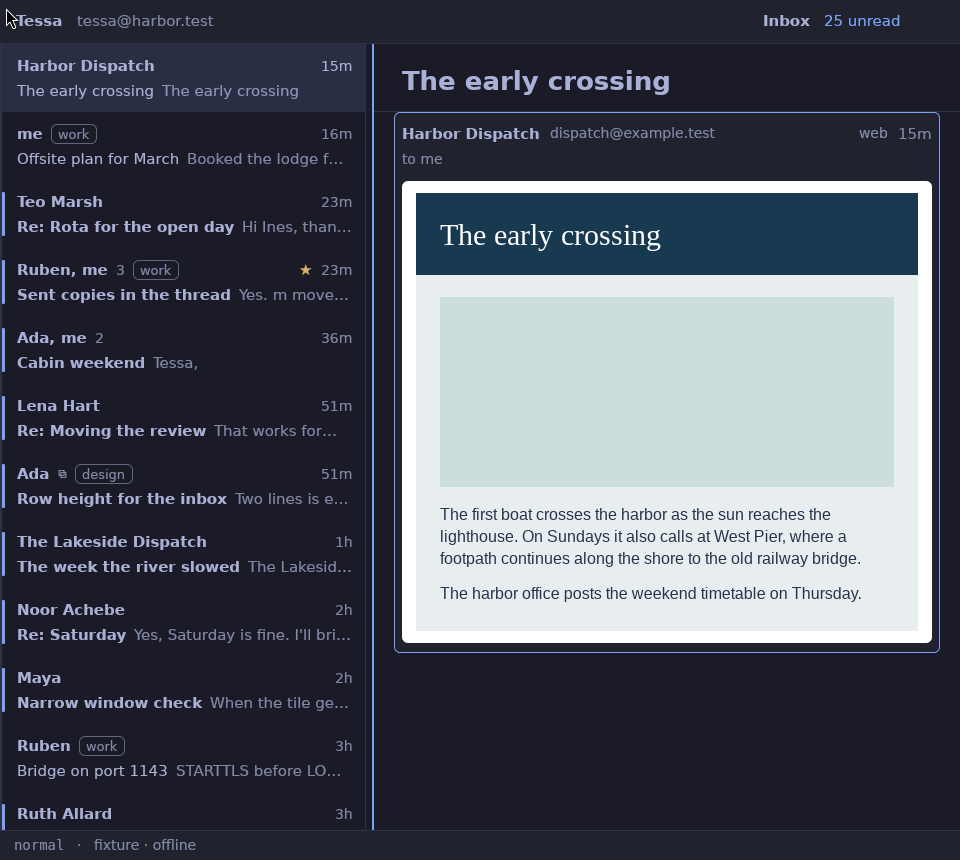 Tessa tessa@harbor.test
Inbox 25 unread
Harbor Dispatch 15m
The early crossing The early crossing
me work 16m
Offsite plan for March Booked the lodge f…
Teo Marsh 23m
Re: Rota for the open day Hi Ines, than…
Ruben, me 3 work ★ 23m
Sent copies in the thread Yes. m move…
Ada, me 2 36m
Cabin weekend Tessa,
Lena Hart 51m
Re: Moving the review That works for…
Ada design 51m
Row height for the inbox Two lines is e…
The Lakeside Dispatch 1h
The week the river slowed The Lakesid…
Noor Achebe 2h
Re: Saturday Yes, Saturday is fine. I'll bri…
Maya 2h
Narrow window check When the tile ge…
Ruben work 3h
Bridge on port 1143 STARTTLS before LO…
Ruth Allard 3h
The early crossing
Harbor Dispatch dispatch@example.test web 15m
to me
The early crossing
The first boat crosses the harbor as the sun reaches the
lighthouse. On Sundays it also calls at West Pier, where a
footpath continues along the shore to the old railway bridge.
The harbor office posts the weekend timetable on Thursday.
normal · fixture · offline